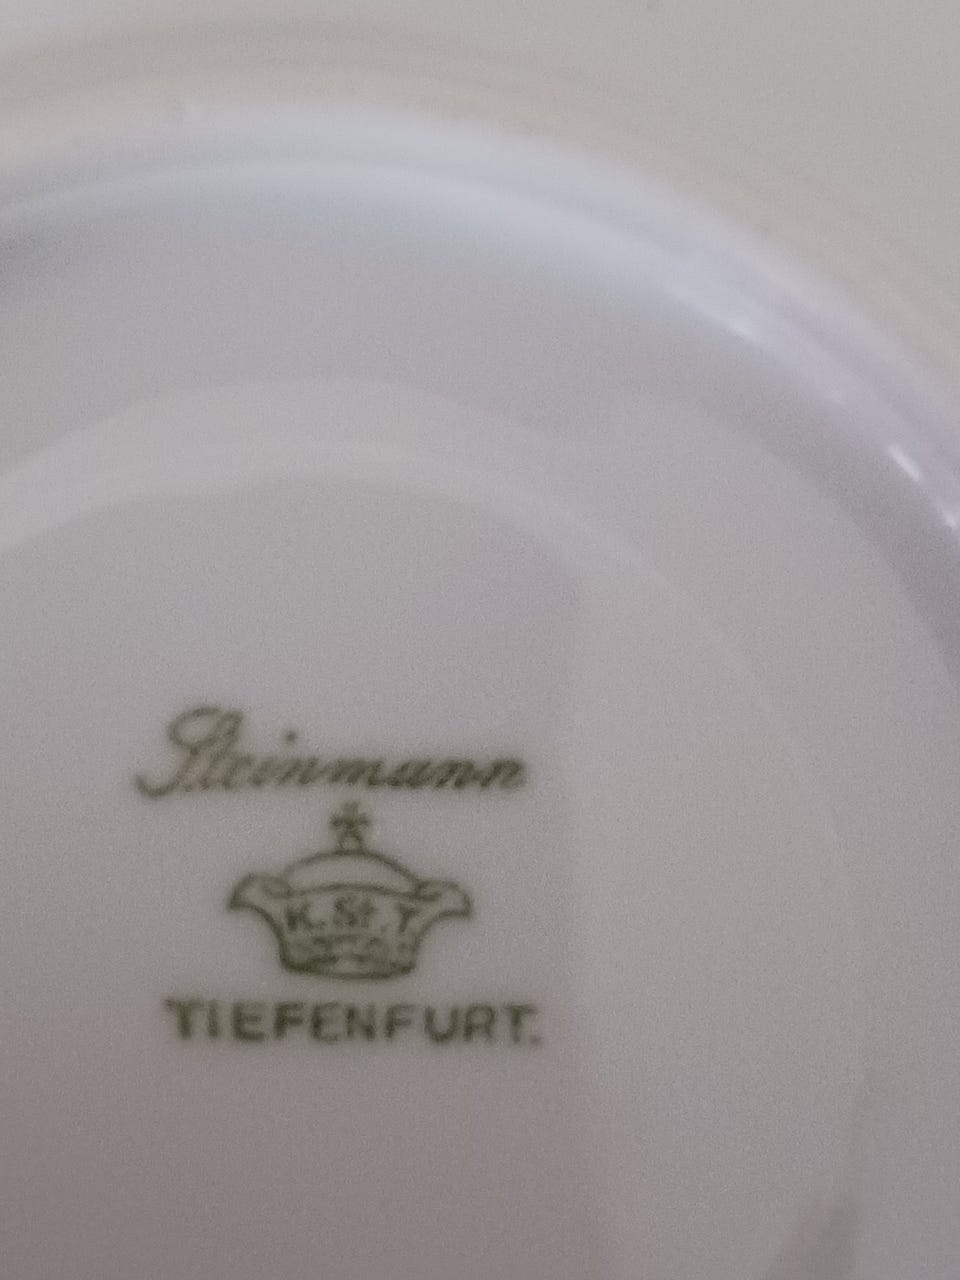 Steinmann
K. St. T
TIEFENFURT.